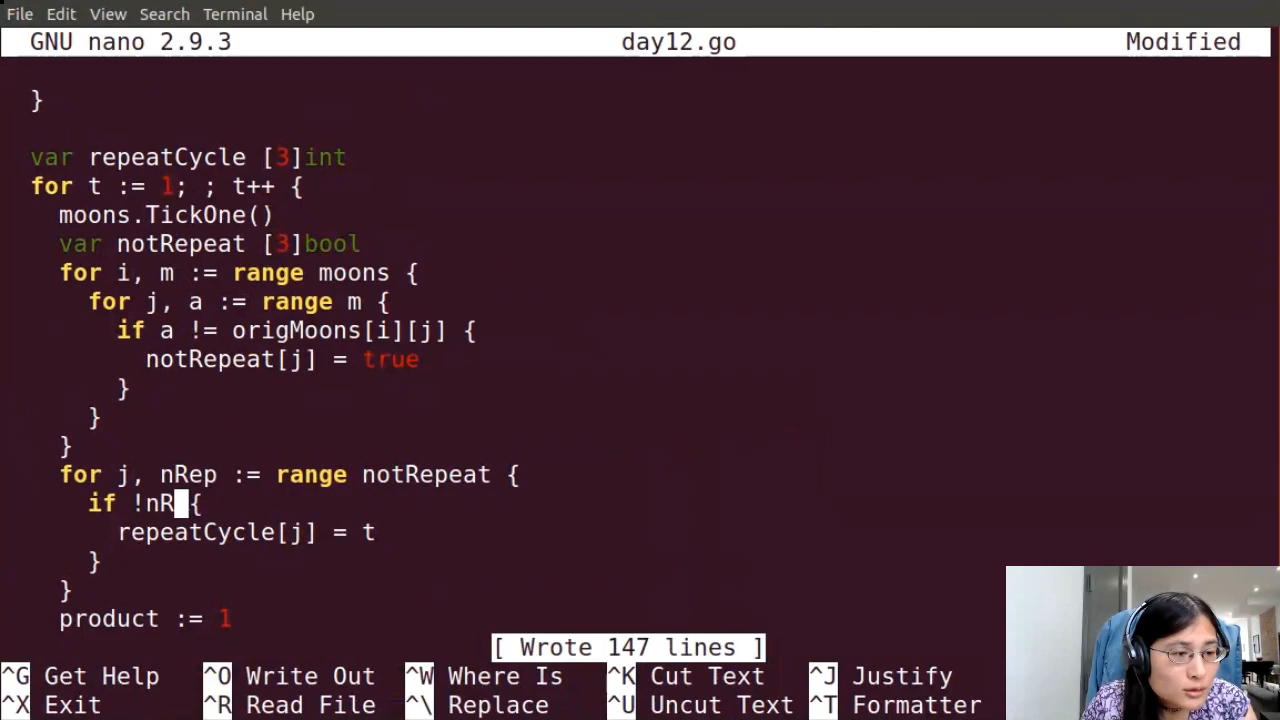 File Edit View Search Terminal Help
GNU nano 2.9.3 day12.go Modified
}
var repeatCycle [3]int
for t := 1; ; t++ {
moons.TickOne()
var notRepeat [3]bool
for i, m := range moons {
for j, a := range m {
if a != origMoons[i][j] {
notRepeat[j] = true
}
}
}
for j, nRep := range notRepeat {
if !nR {
repeatCycle[j] = t
}
}
product := 1
[ Wrote 147 lines ]
^G Get Help ^O Write Out ^W Where Is ^K Cut Text ^J Justify
^X Exit ^R Read File ^\ Replace ^U Uncut Text ^T Formatter